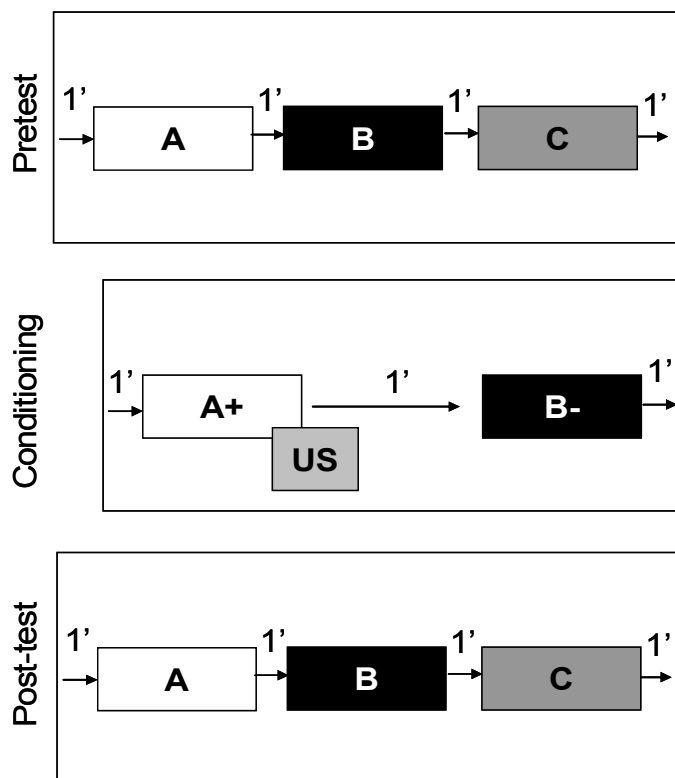 Pretest
1’ 1’ 1’ 1’
A B C
Conditioning
1’ 1’ 1’
A+ B-
US
Post-test
1’ 1’ 1’ 1’
A B C